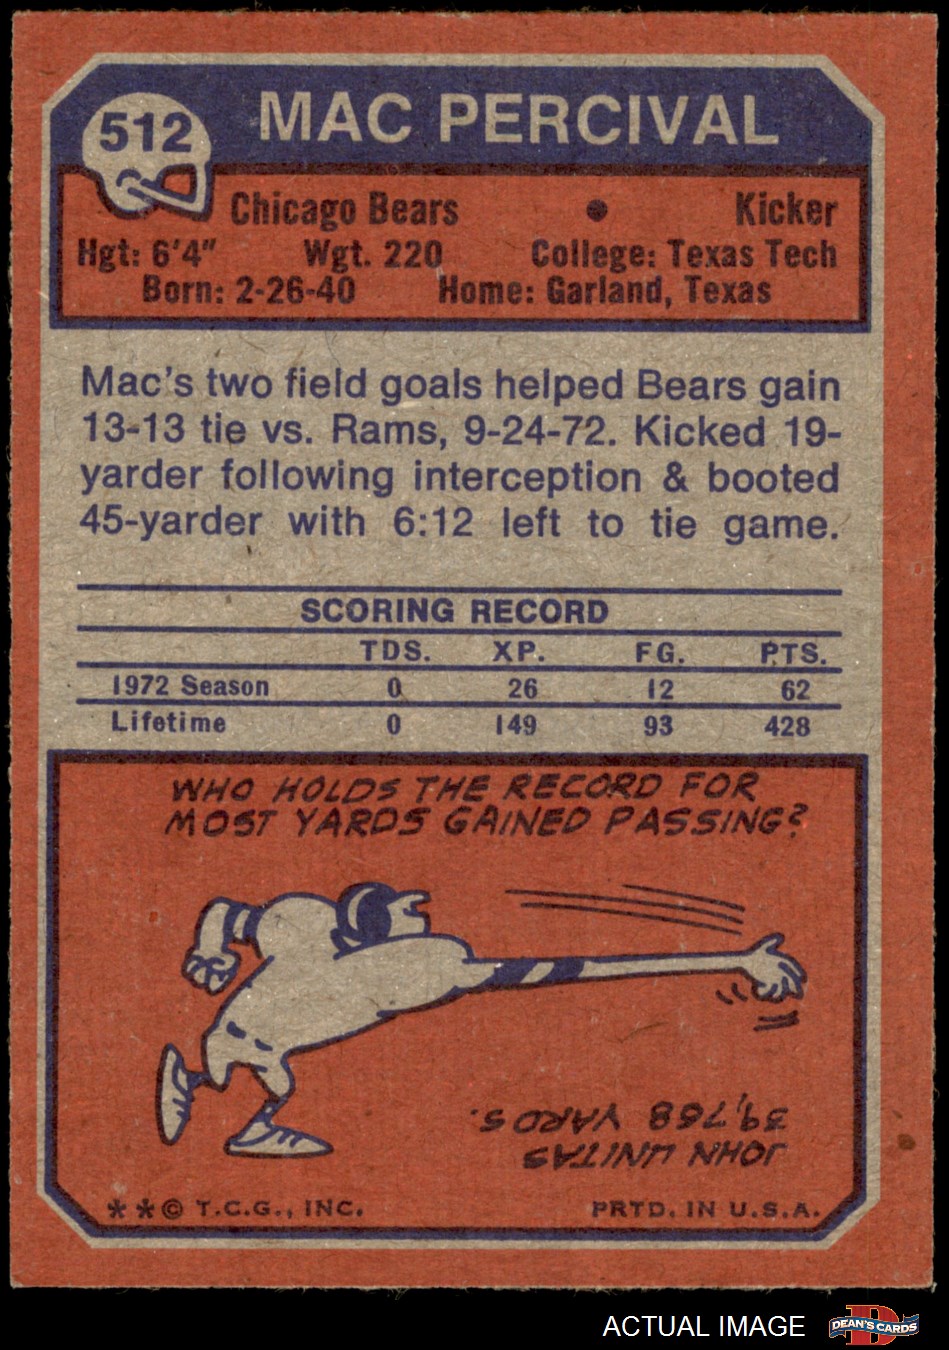 512
MAC PERCIVAL
Chicago Bears • Kicker
Hgt: 6'4" Wgt. 220 College: Texas Tech
Born: 2-26-40 Home: Garland, Texas
Mac's two field goals helped Bears gain
13-13 tie vs. Rams, 9-24-72. Kicked 19-
yarder following interception & booted
45-yarder with 6:12 left to tie game.
SCORING RECORD
TDS. XP. FG. PTS.
1972 Season 0 26 12 62
Lifetime 0 149 93 428
WHO HOLDS THE RECORD FOR
MOST YARDS GAINED PASSING?
JOHN UNITAS
39,768 YARDS.
**© T.C.G., INC. PRTD. IN U.S.A.
ACTUAL IMAGE
D
DEAN'S CARDS